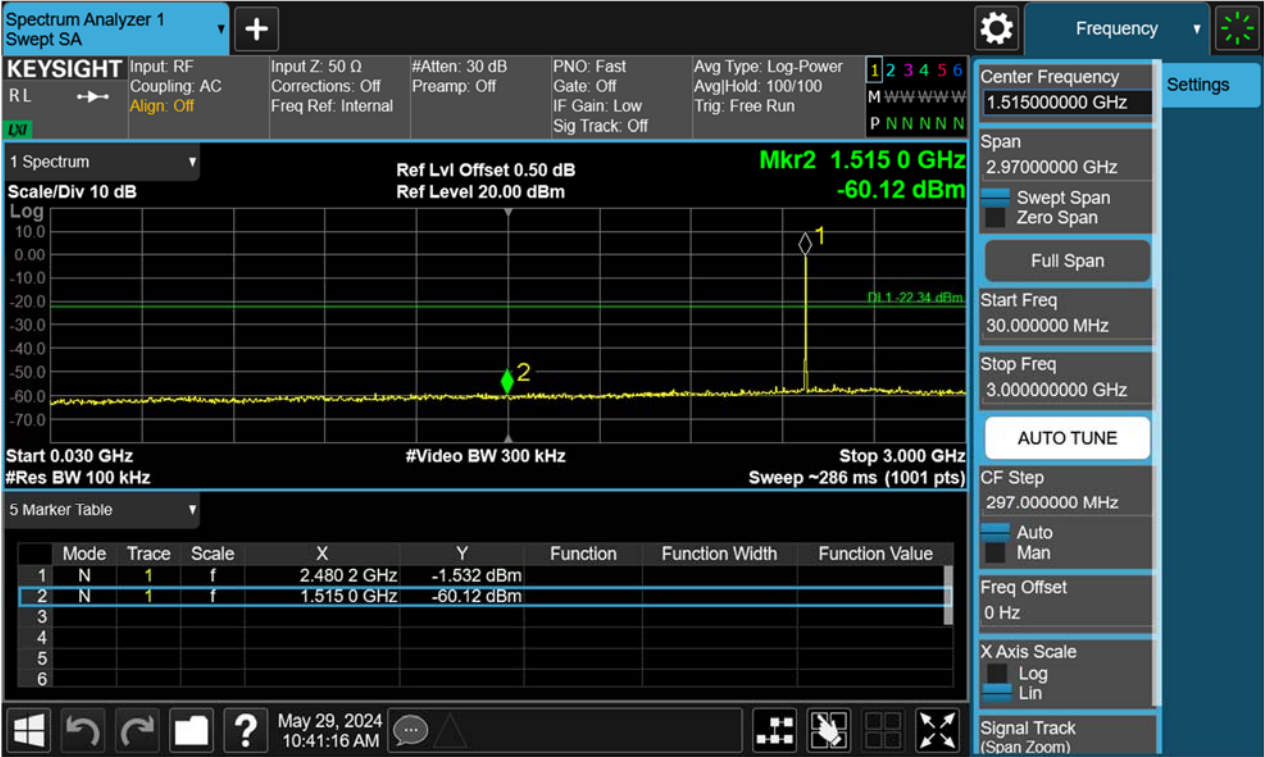 Spectrum Analyzer 1
Swept SA
+
Frequency
KEYSIGHT
R L
LXI
Input: RF
Coupling: AC
Align: Off
Input Z: 50 Ω
Corrections: Off
Freq Ref: Internal
#Atten: 30 dB
Preamp: Off
PNO: Fast
Gate: Off
IF Gain: Low
Sig Track: Off
Avg Type: Log-Power
Avg|Hold: 100/100
Trig: Free Run
1 2 3 4 5 6
M W W W W W
P N N N N N
1 Spectrum
Scale/Div 10 dB
Ref Lvl Offset 0.50 dB
Ref Level 20.00 dBm
Mkr2 1.515 0 GHz
-60.12 dBm
Log
10.0
0.00
-10.0
-20.0
-30.0
-40.0
-50.0
-60.0
-70.0
1
DL1 -22.34 dBm
2
Start 0.030 GHz
#Res BW 100 kHz
#Video BW 300 kHz
Stop 3.000 GHz
Sweep ~286 ms (1001 pts)
5 Marker Table
Mode Trace Scale X Y Function Function Width Function Value
1 N 1 f 2.480 2 GHz -1.532 dBm
2 N 1 f 1.515 0 GHz -60.12 dBm
3
4
5
6
?
May 29, 2024
10:41:16 AM
Settings
Center Frequency
1.515000000 GHz
Span
2.97000000 GHz
Swept Span
Zero Span
Full Span
Start Freq
30.000000 MHz
Stop Freq
3.000000000 GHz
AUTO TUNE
CF Step
297.000000 MHz
Auto
Man
Freq Offset
0 Hz
X Axis Scale
Log
Lin
Signal Track
(Span Zoom)